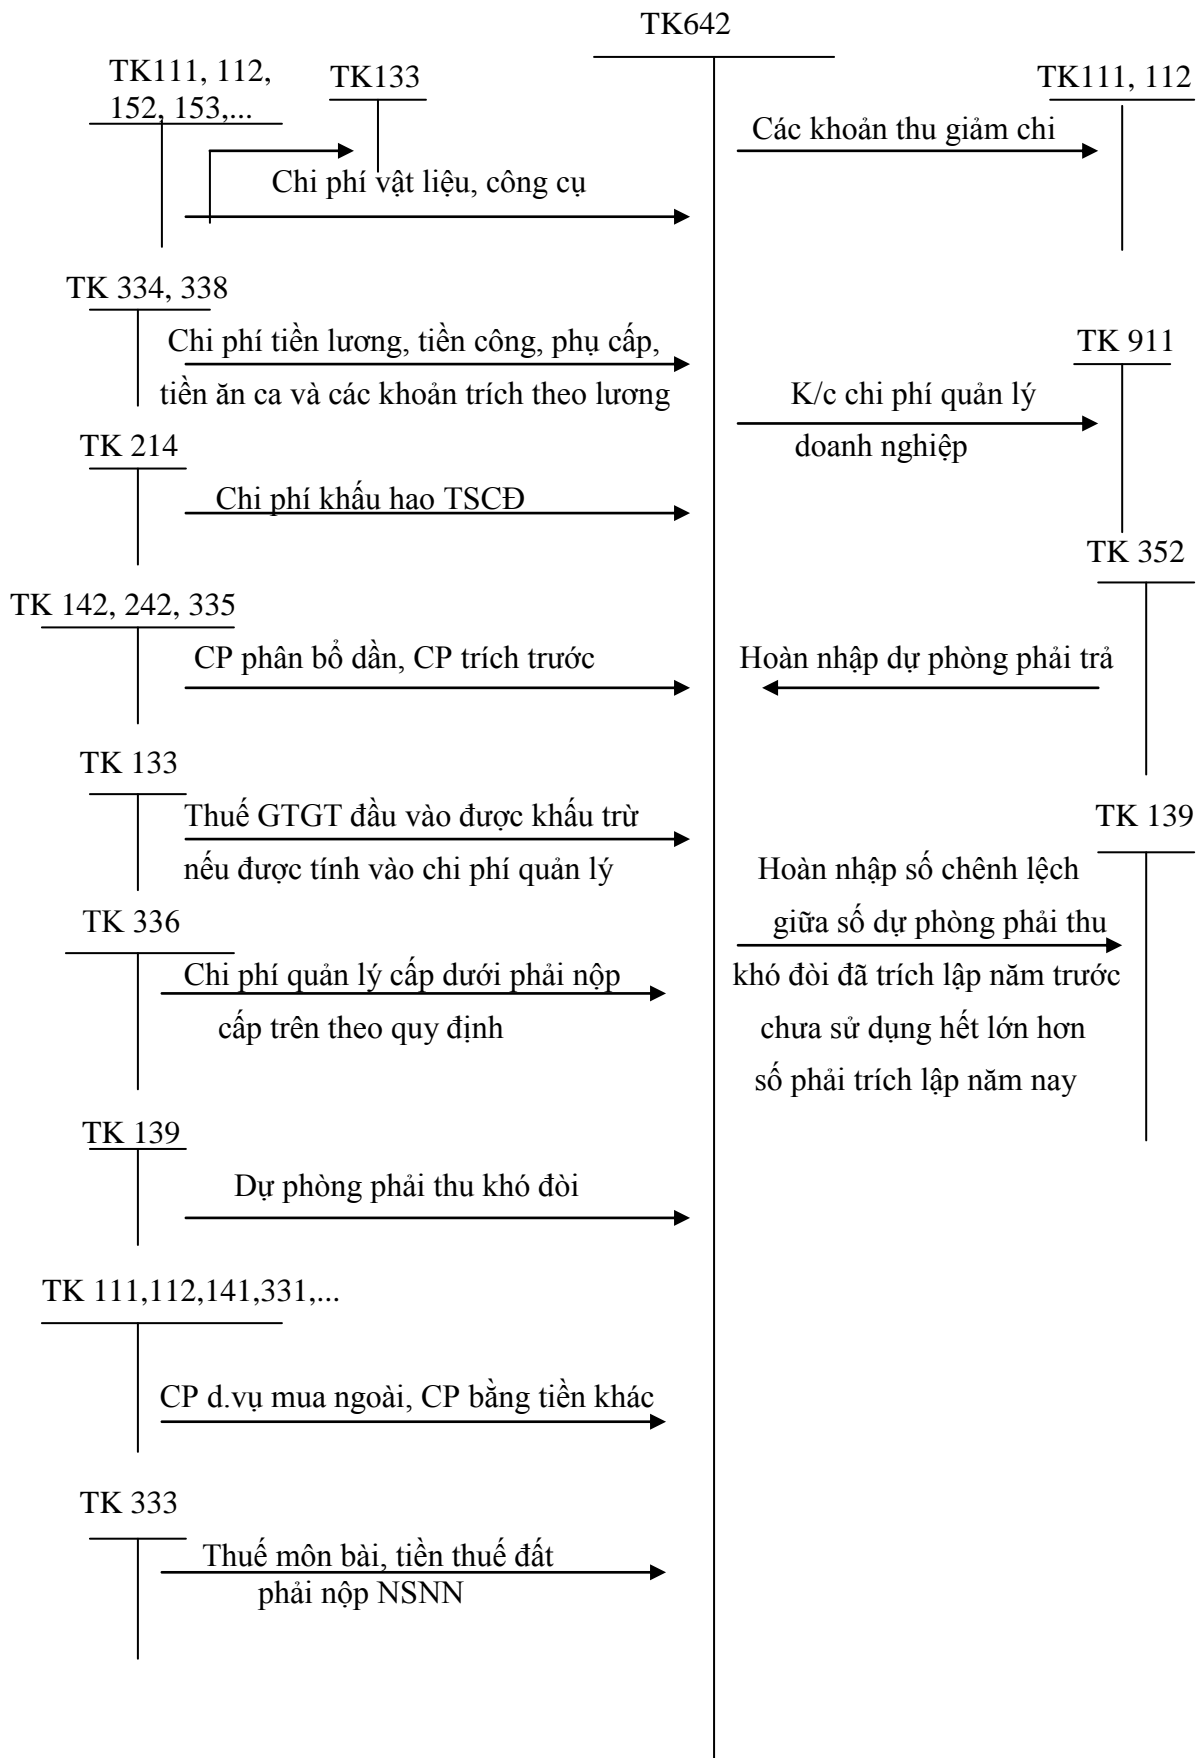 TK642
TK111, 112,
152, 153,...
TK133
TK111, 112
Các khoản thu giảm chi
Chi phí vật liệu, công cụ
TK 334, 338
Chi phí tiền lương, tiền công, phụ cấp,
tiền ăn ca và các khoản trích theo lương
TK 911
K/c chi phí quản lý
doanh nghiệp
TK 214
Chi phí khấu hao TSCĐ
TK 352
TK 142, 242, 335
CP phân bổ dần, CP trích trước
Hoàn nhập dự phòng phải trả
TK 133
Thuế GTGT đầu vào được khấu trừ
nếu được tính vào chi phí quản lý
TK 139
Hoàn nhập số chênh lệch
giữa số dự phòng phải thu
khó đòi đã trích lập năm trước
chưa sử dụng hết lớn hơn
số phải trích lập năm nay
TK 336
Chi phí quản lý cấp dưới phải nộp
cấp trên theo quy định
TK 139
Dự phòng phải thu khó đòi
TK 111,112,141,331,...
CP d.vụ mua ngoài, CP bằng tiền khác
TK 333
Thuế môn bài, tiền thuế đất
phải nộp NSNN